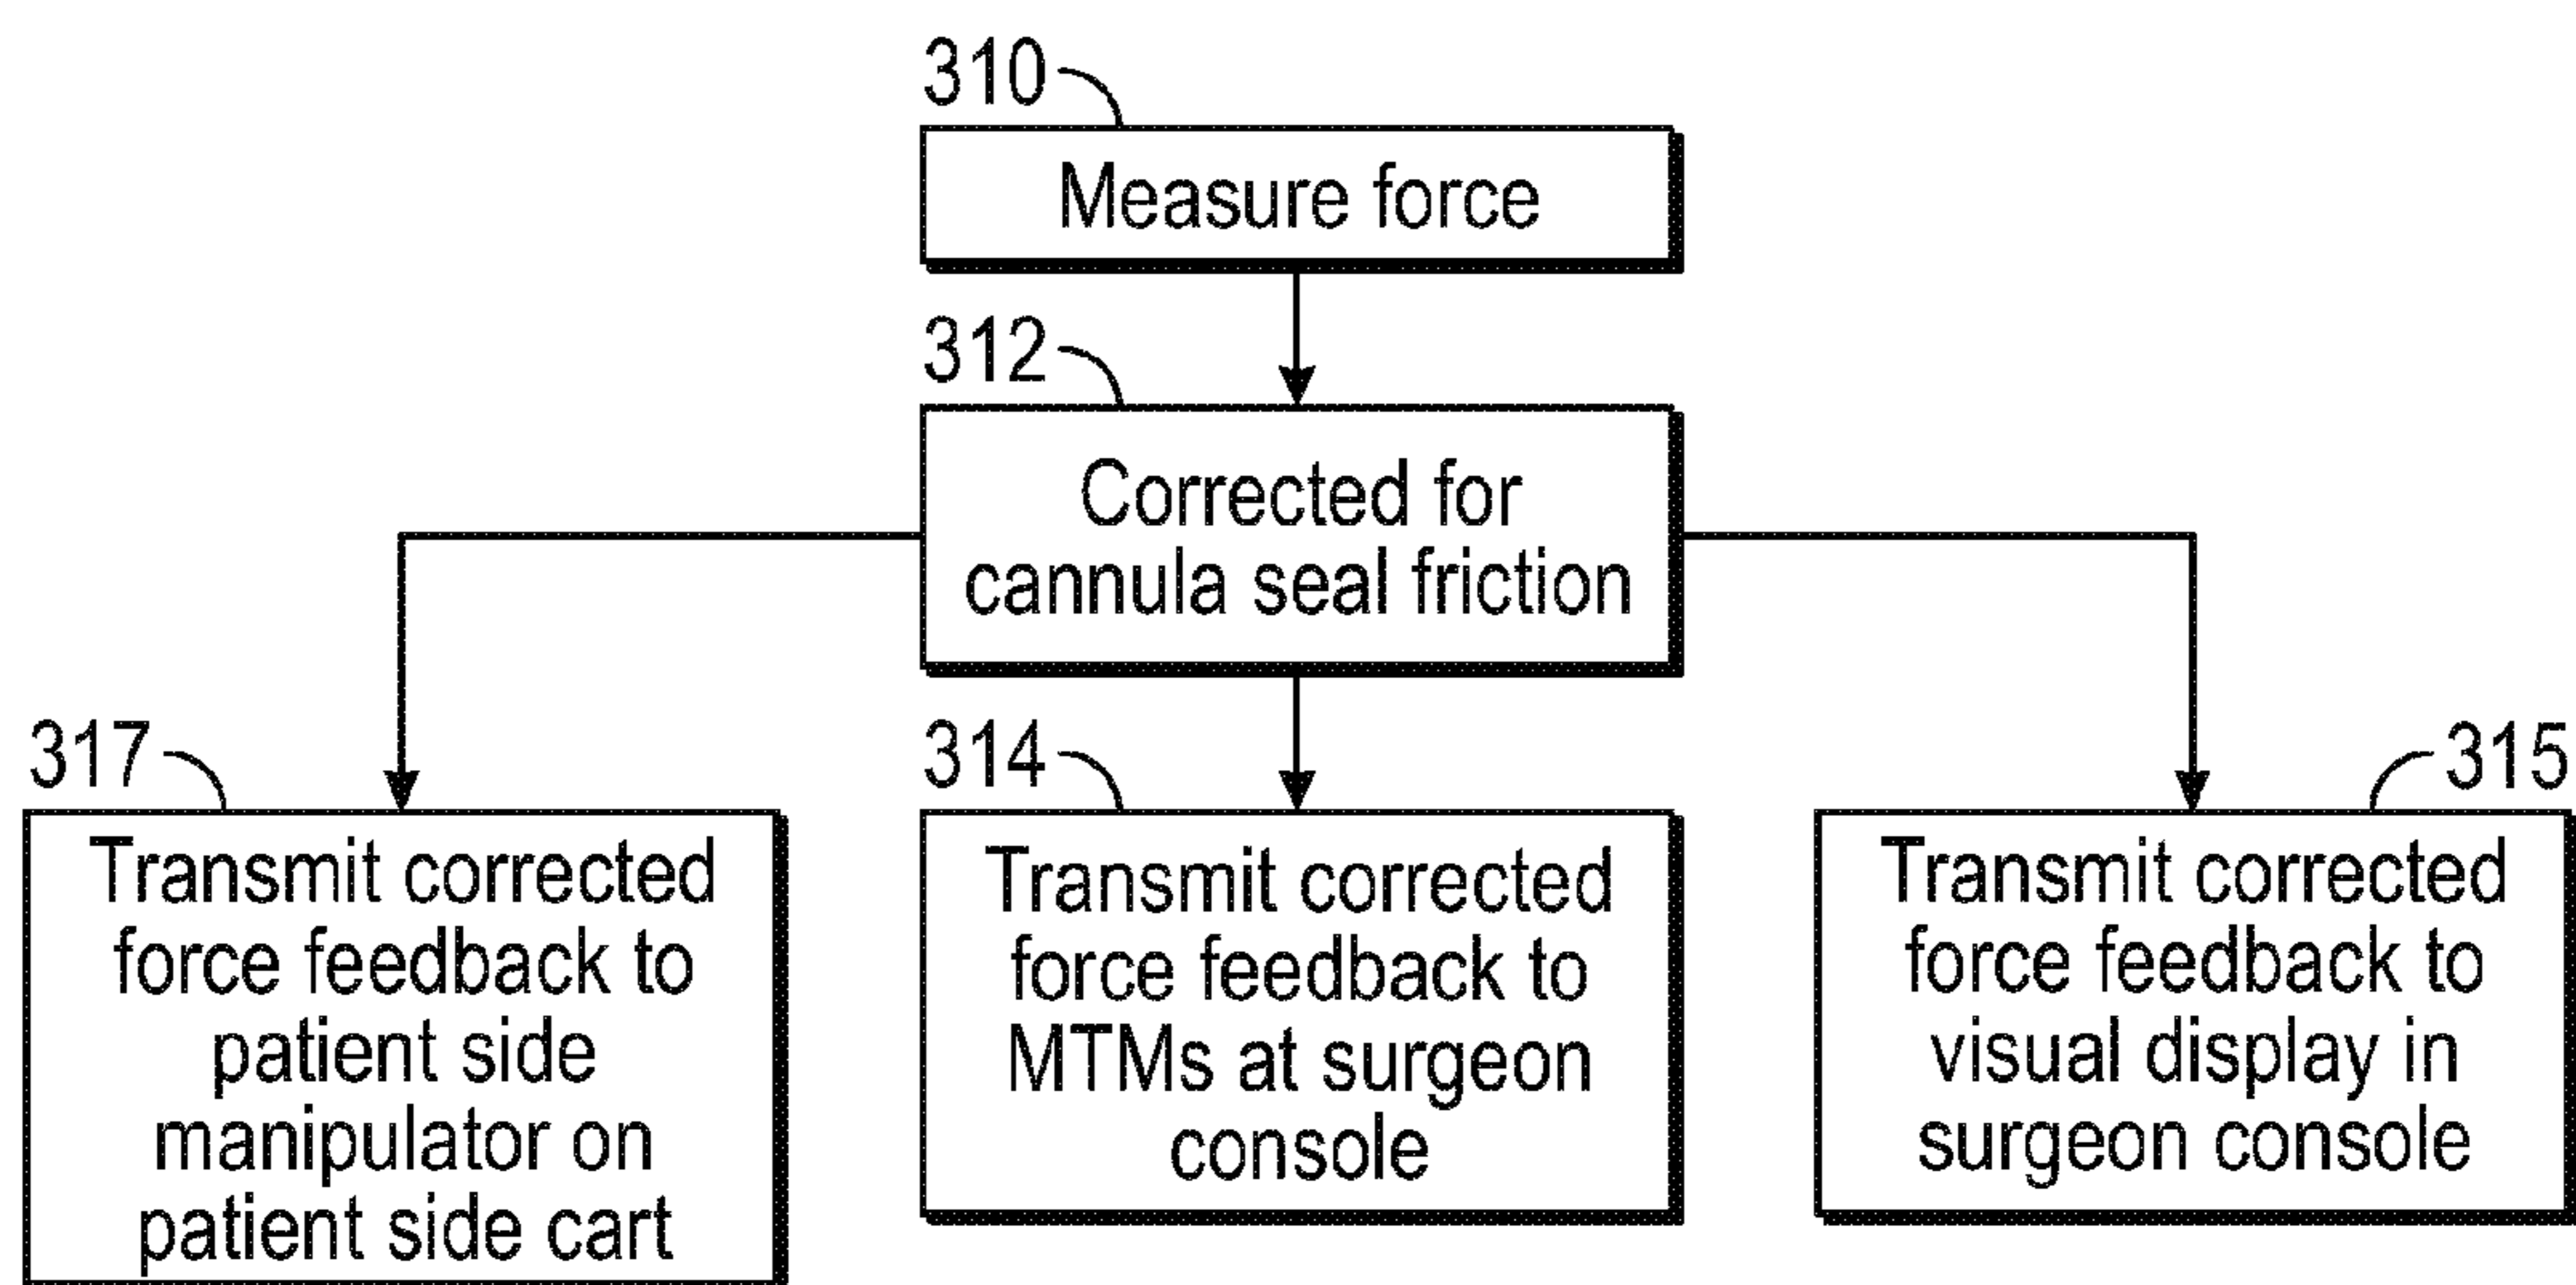 310
Measure force
312
Corrected for
cannula seal friction
317
Transmit corrected
force feedback to
patient side
manipulator on
patient side cart
314
Transmit corrected
force feedback to
MTMs at surgeon
console
315
Transmit corrected
force feedback to
visual display in
surgeon console